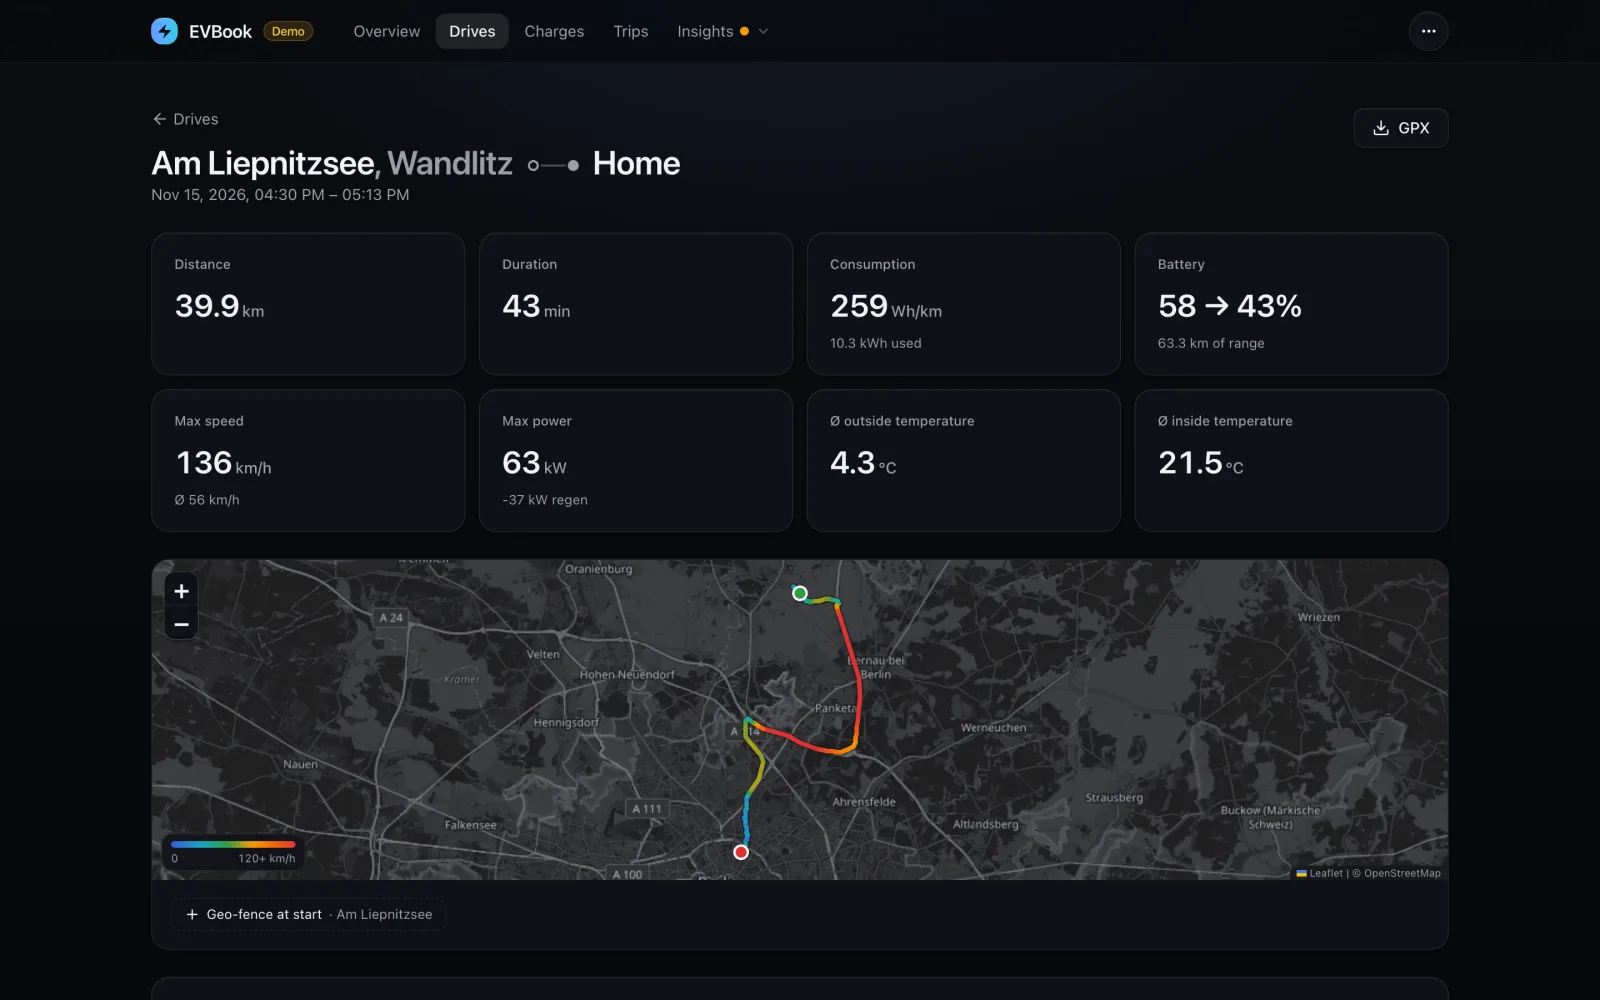 EVBook Demo Overview Drives Charges Trips Insights
← Drives
GPX
Am Liepnitzsee, Wandlitz Home
Nov 15, 2026, 04:30 PM – 05:13 PM
Distance
39.9 km
Duration
43 min
Consumption
259 Wh/km
10.3 kWh used
Battery
58 → 43%
63.3 km of range
Max speed
136 km/h
Ø 56 km/h
Max power
63 kW
-37 kW regen
Ø outside temperature
4.3 °C
Ø inside temperature
21.5 °C
+
−
Oranienburg
A 24
Wriezen
Velten
Bernau bei
Berlin
Hohen Neuendorf
Krämer
Hennigsdorf
Werneuchen
Nauen
Ahrensfelde
Strausberg
A 111
Buckow (Märkische
Schweiz)
Falkensee
Altlandsberg
0 120+ km/h
A 100
Leaflet | © OpenStreetMap
+ Geo-fence at start · Am Liepnitzsee